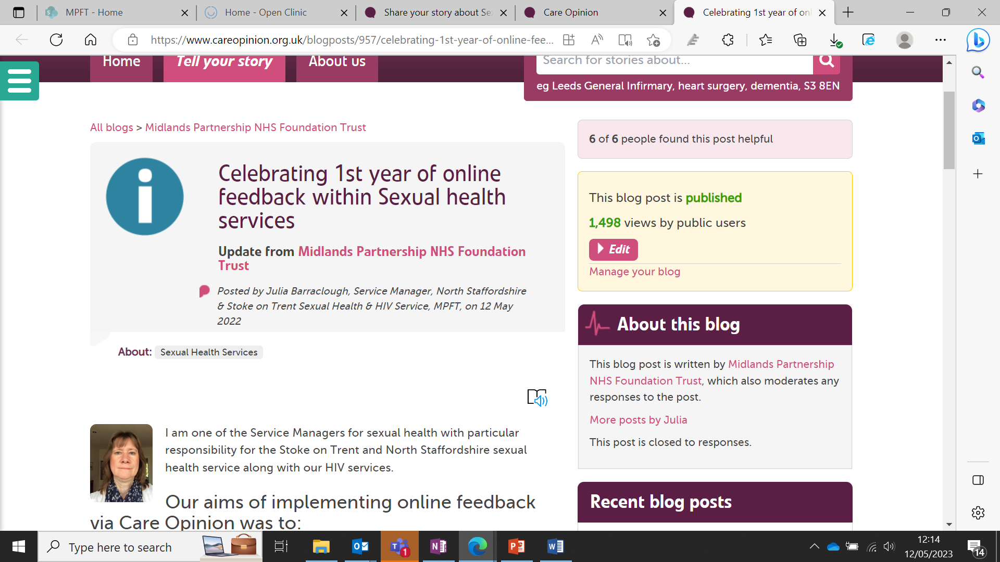 MPFT - Home
Home - Open Clinic
Share your story about Se
Care Opinion
Celebrating 1st year of onl
https://www.careopinion.org.uk/blogposts/957/celebrating-1st-year-of-online-fee...
Home
Tell your story
About us
Search for stories about...
eg Leeds General Infirmary, heart surgery, dementia, S3 8EN
All blogs > Midlands Partnership NHS Foundation Trust
Celebrating 1st year of online
feedback within Sexual health
services
Update from Midlands Partnership NHS Foundation
Trust
Posted by Julia Barraclough, Service Manager, North Staffordshire
& Stoke on Trent Sexual Health & HIV Service, MPFT, on 12 May
2022
About: Sexual Health Services
I am one of the Service Managers for sexual health with particular
responsibility for the Stoke on Trent and North Staffordshire sexual
health service along with our HIV services.
Our aims of implementing online feedback
via Care Opinion was to:
6 of 6 people found this post helpful
This blog post is published
1,498 views by public users
Edit
Manage your blog
About this blog
This blog post is written by Midlands Partnership
NHS Foundation Trust, which also moderates any
responses to the post.
More posts by Julia
This post is closed to responses.
Recent blog posts
Type here to search
1
12:14
12/05/2023
14